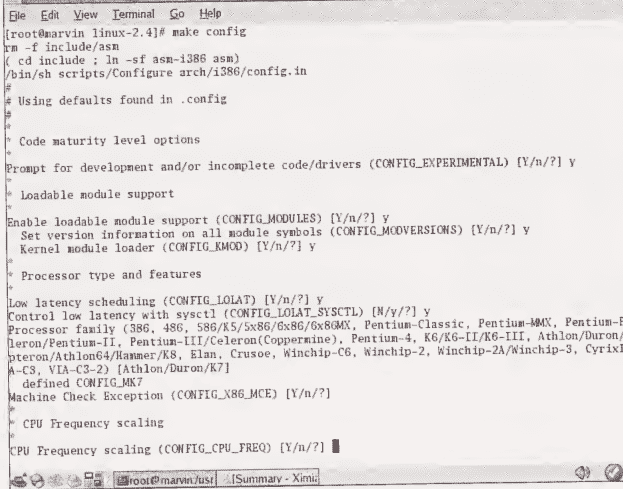 File Edit View Terminal Go Help
[root@marvin linux-2.4]# make config
rm -f include/asm
( cd include ; ln -sf asm-i386 asm)
/bin/sh scripts/Configure arch/i386/config.in
#
# Using defaults found in .config
#
*
* Code maturity level options
*
Prompt for development and/or incomplete code/drivers (CONFIG_EXPERIMENTAL) [Y/n/?] y
*
* Loadable module support
*
Enable loadable module support (CONFIG_MODULES) [Y/n/?] y
Set version information on all module symbols (CONFIG_MODVERSIONS) [Y/n/?] y
Kernel module loader (CONFIG_KMOD) [Y/n/?] y
*
* Processor type and features
*
Low latency scheduling (CONFIG_LOLAT) [Y/n/?] y
Control low latency with sysctl (CONFIG_LOLAT_SYSCTL) [N/y/?] y
Processor family (386, 486, 586/K5/5x86/6x86/6x86MX, Pentium-Classic, Pentium-MMX, Pentium-P
leron/Pentium-II, Pentium-III/Celeron(Coppermine), Pentium-4, K6/K6-II/K6-III, Athlon/Duron/
pteron/Athlon64/Hammer/K8, Elan, Crusoe, Winchip-C6, Winchip-2, Winchip-2A/Winchip-3, CyrixI
A-C3, VIA-C3-2) [Athlon/Duron/K7]
defined CONFIG_MK7
Machine Check Exception (CONFIG_X86_MCE) [Y/n/?]
*
* CPU Frequency scaling
*
CPU Frequency scaling (CONFIG_CPU_FREQ) [Y/n/?]
root@marvin:/usr [Summary - Ximi